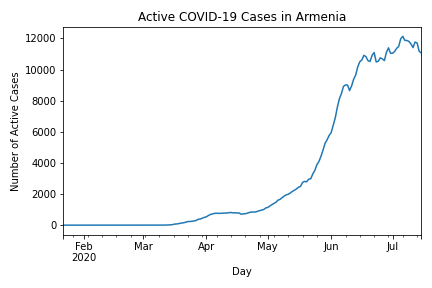 Active COVID-19 Cases in Armenia
Number of Active Cases
12000
10000
8000
6000
4000
2000
0
Feb Mar Apr May Jun Jul
2020
Day